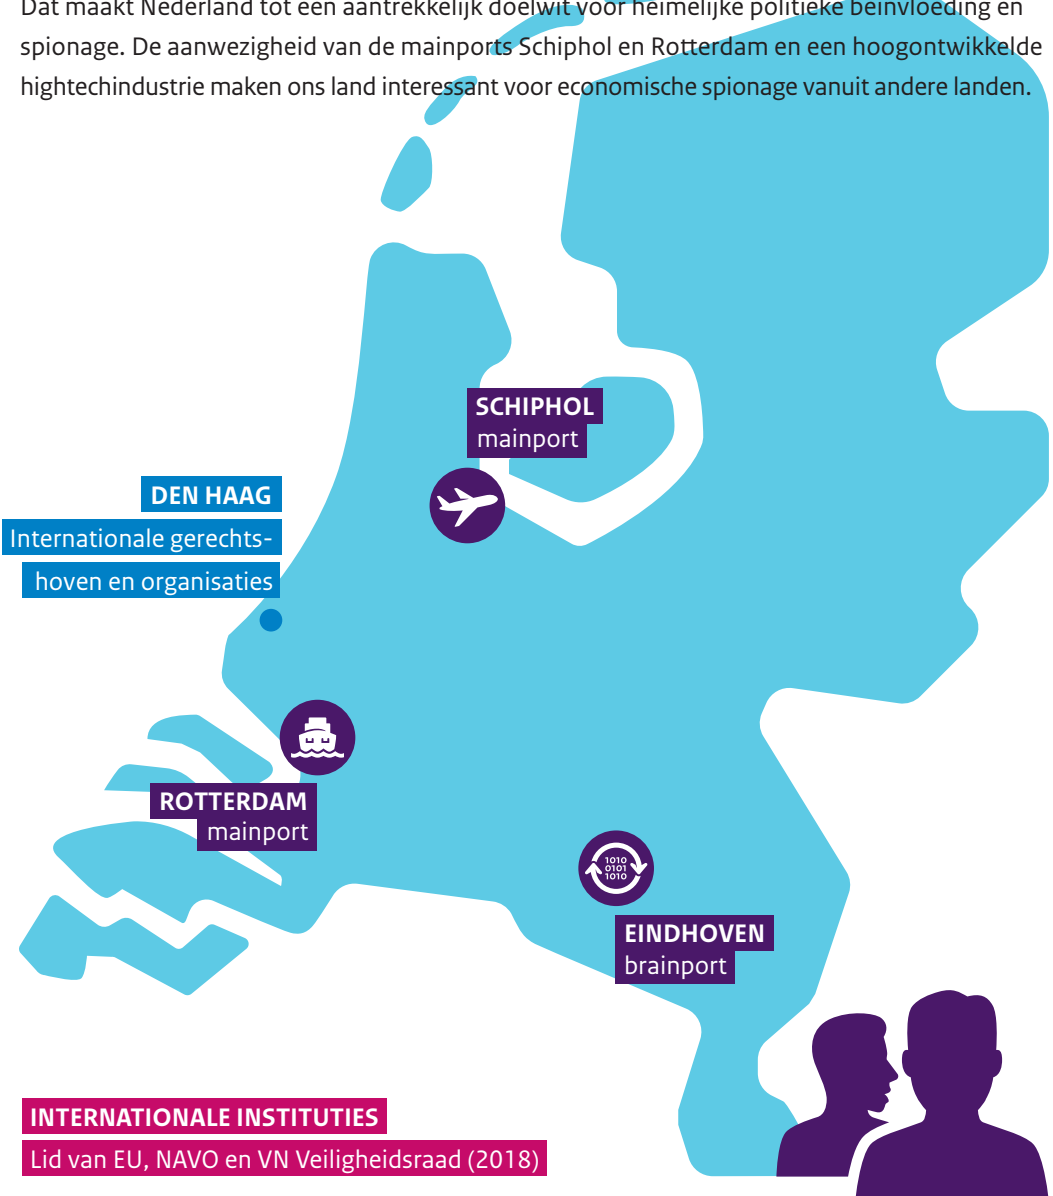 Dat maakt Nederland tot een aantrekkelijk doelwit voor heimelijke politieke beïnvloeding en
spionage. De aanwezigheid van de mainports Schiphol en Rotterdam en een hoogontwikkelde
hightechindustrie maken ons land interessant voor economische spionage vanuit andere landen.
SCHIPHOL
mainport
DEN HAAG
Internationale gerechts-
hoven en organisaties
ROTTERDAM
mainport
1010
0101
1010
EINDHOVEN
brainport
INTERNATIONALE INSTITUTIES
Lid van EU, NAVO en VN Veiligheidsraad (2018)